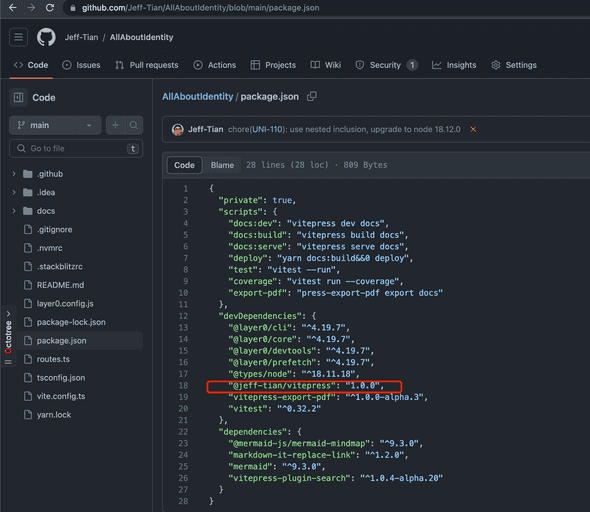 github.com/Jeff-Tian/AllAboutIdentity/blob/main/package.json
Jeff-Tian / AllAboutIdentity
Code Issues Pull requests Actions Projects Wiki Security 1 Insights Settings
Code
main
Go to file t
.github
.idea
docs
.gitignore
.nvmrc
.stackblitzrc
README.md
layer0.config.js
package-lock.json
package.json
routes.ts
tsconfig.json
vite.config.ts
yarn.lock
Octotree
AllAboutIdentity / package.json
Jeff-Tian chore(UNI-110): use nested inclusion, upgrade to node 18.12.0
Code Blame 28 lines (28 loc) · 809 Bytes
1 {
2 "private": true,
3 "scripts": {
4 "docs:dev": "vitepress dev docs",
5 "docs:build": "vitepress build docs",
6 "docs:serve": "vitepress serve docs",
7 "deploy": "yarn docs:build&&0 deploy",
8 "test": "vitest --run",
9 "coverage": "vitest run --coverage",
10 "export-pdf": "press-export-pdf export docs"
11 },
12 "devDependencies": {
13 "@layer0/cli": "^4.19.7",
14 "@layer0/core": "^4.19.7",
15 "@layer0/devtools": "^4.19.7",
16 "@layer0/prefetch": "^4.19.7",
17 "@types/node": "^18.11.18",
18 "@jeff-tian/vitepress": "1.0.0",
19 "vitepress-export-pdf": "^1.0.0-alpha.3",
20 "vitest": "^0.32.2"
21 },
22 "dependencies": {
23 "@mermaid-js/mermaid-mindmap": "^9.3.0",
24 "markdown-it-replace-link": "^1.2.0",
25 "mermaid": "^9.3.0",
26 "vitepress-plugin-search": "^1.0.4-alpha.20"
27 }
28 }